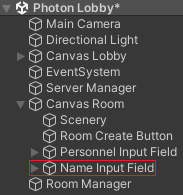 Photon Lobby*
Main Camera
Directional Light
Canvas Lobby
EventSystem
Server Manager
Canvas Room
Scenery
Room Create Button
Personnel Input Field
Name Input Field
Room Manager